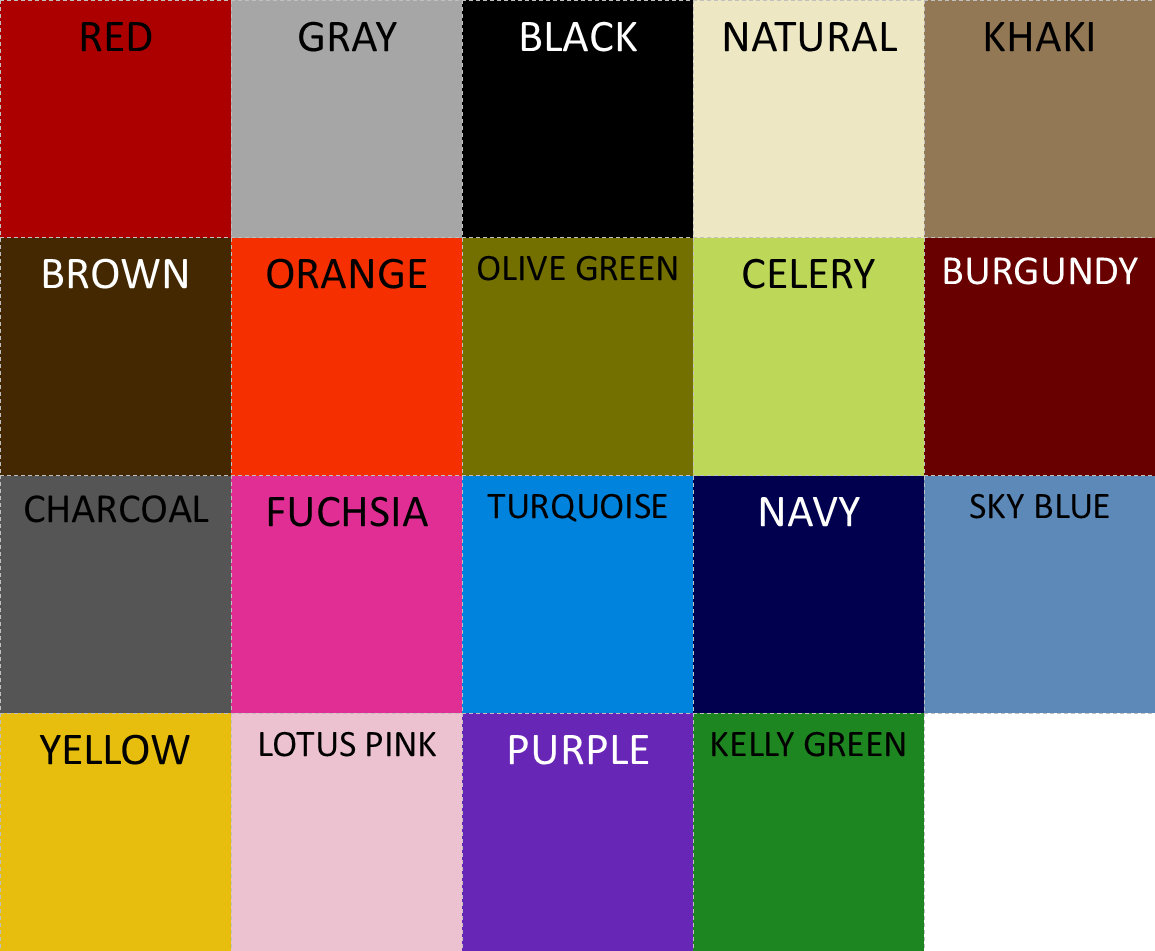 RED
GRAY
BLACK
NATURAL
KHAKI
BROWN
ORANGE
OLIVE GREEN
CELERY
BURGUNDY
CHARCOAL
FUCHSIA
TURQUOISE
NAVY
SKY BLUE
YELLOW
LOTUS PINK
PURPLE
KELLY GREEN